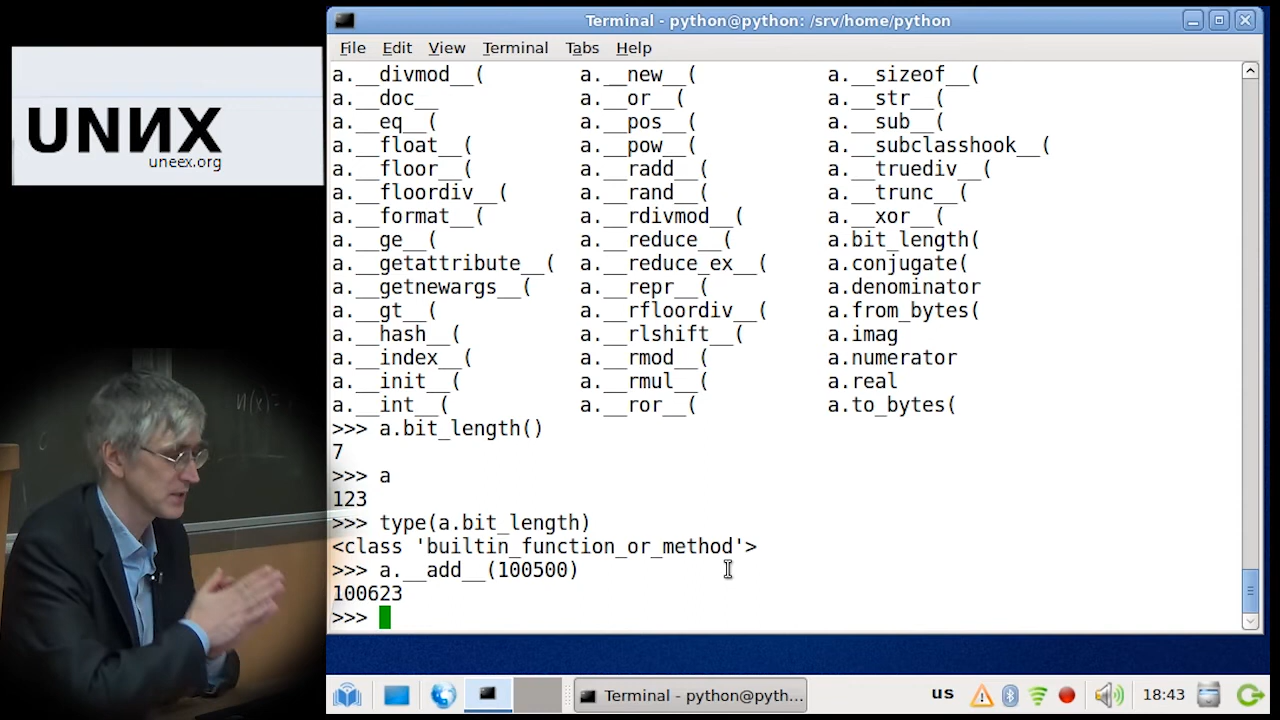 Terminal - python@python: /srv/home/python
File Edit View Terminal Tabs Help
UNИX
uneex.org
a.__divmod__( a.__new__( a.__sizeof__(
a.__doc__ a.__or__( a.__str__(
a.__eq__( a.__pos__( a.__sub__(
a.__float__( a.__pow__( a.__subclasshook__(
a.__floor__( a.__radd__( a.__truediv__(
a.__floordiv__( a.__rand__( a.__trunc__(
a.__format__( a.__rdivmod__( a.__xor__(
a.__ge__( a.__reduce__( a.bit_length(
a.__getattribute__( a.__reduce_ex__( a.conjugate(
a.__getnewargs__( a.__repr__( a.denominator
a.__gt__( a.__rfloordiv__( a.from_bytes(
a.__hash__( a.__rlshift__( a.imag
a.__index__( a.__rmod__( a.numerator
a.__init__( a.__rmul__( a.real
a.__int__( a.__ror__( a.to_bytes(
>>> a.bit_length()
7
>>> a
123
>>> type(a.bit_length)
<class 'builtin_function_or_method'>
>>> a.__add__(100500)
100623
>>>
Terminal - python@pyth...
us
18:43